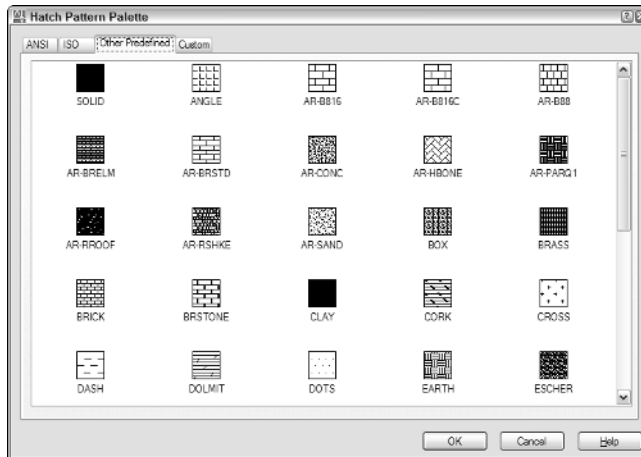 Hatch Pattern Palette
ANSI ISO Other Predefined Custom
SOLID ANGLE AR-B816 AR-B816C AR-B88
AR-BRELM AR-BRSTD AR-CONC AR-HBONE AR-PARQ1
AR-RROOF AR-RSHKE AR-SAND BOX BRASS
BRICK BRSTONE CLAY CORK CROSS
DASH DOLMIT DOTS EARTH ESCHER
OK Cancel Help